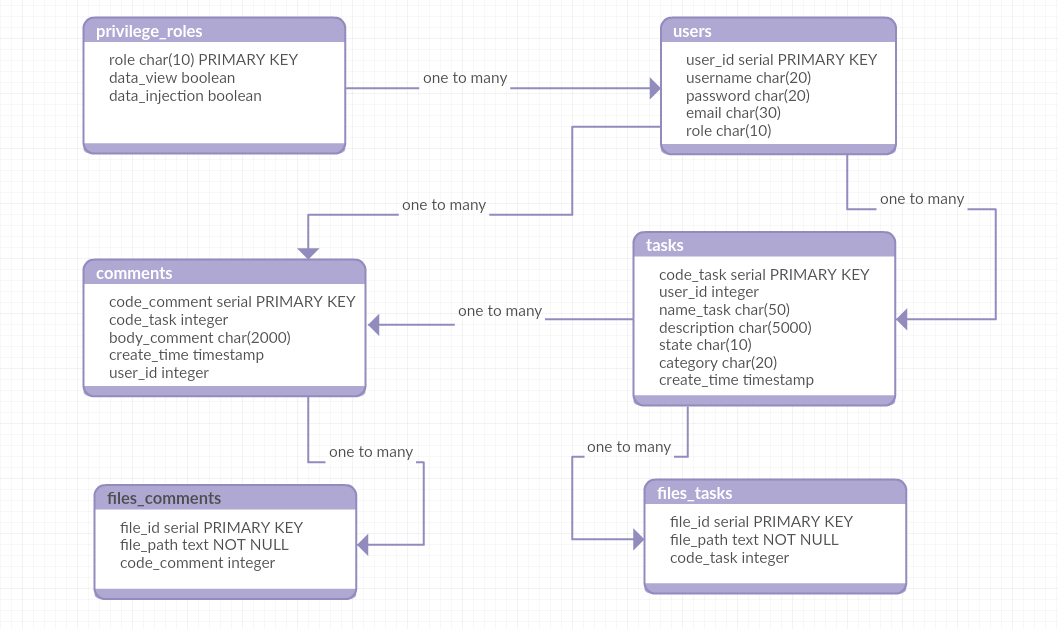 privilege_roles
role char(10) PRIMARY KEY
data_view boolean
data_injection boolean
one to many
users
user_id serial PRIMARY KEY
username char(20)
password char(20)
email char(30)
role char(10)
one to many
one to many
comments
code_comment serial PRIMARY KEY
code_task integer
body_comment char(2000)
create_time timestamp
user_id integer
one to many
tasks
code_task serial PRIMARY KEY
user_id integer
name_task char(50)
description char(5000)
state char(10)
category char(20)
create_time timestamp
one to many
one to many
files_comments
file_id serial PRIMARY KEY
file_path text NOT NULL
code_comment integer
files_tasks
file_id serial PRIMARY KEY
file_path text NOT NULL
code_task integer